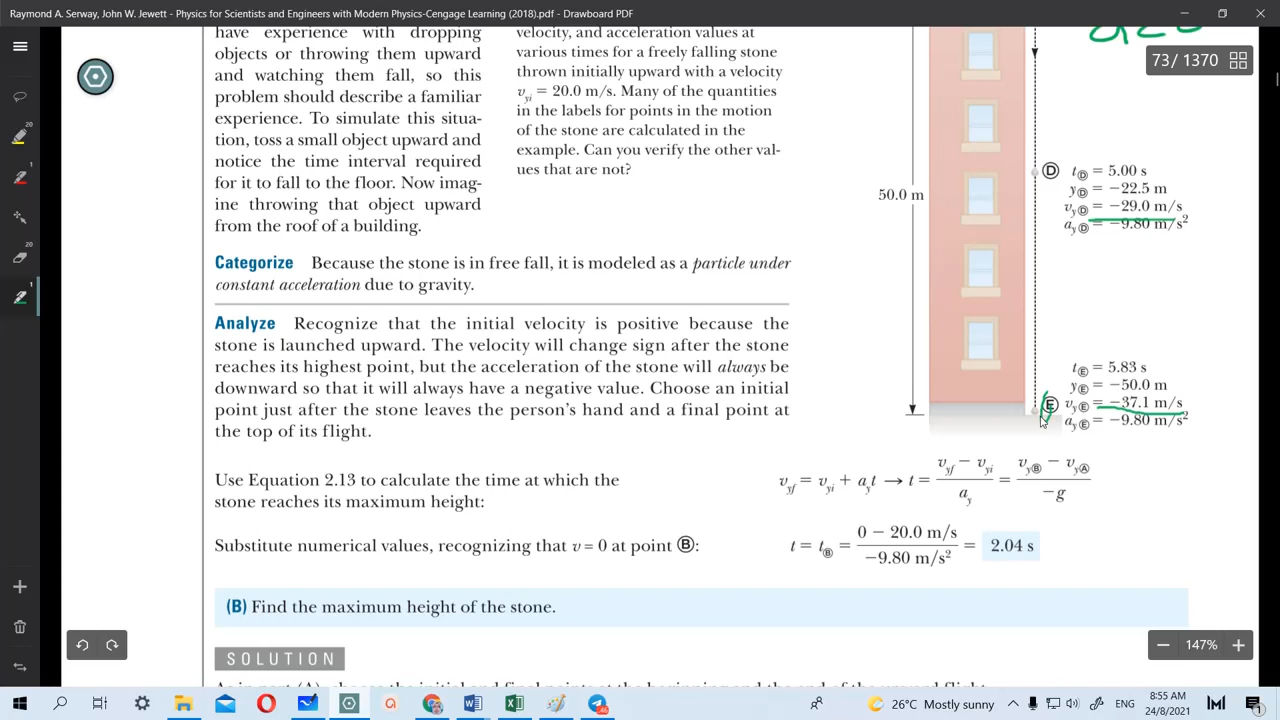 Raymond A. Serway, John W. Jewett - Physics for Scientists and Engineers with Modern Physics-Cengage Learning (2018).pdf - Drawboard PDF
73 / 1370
20
1
20
1
have experience with dropping
objects or throwing them upward
and watching them fall, so this
problem should describe a familiar
experience. To simulate this situa-
tion, toss a small object upward and
notice the time interval required
for it to fall to the floor. Now imag-
ine throwing that object upward
from the roof of a building.
velocity, and acceleration values at
various times for a freely falling stone
thrown initially upward with a velocity
v_yi = 20.0 m/s. Many of the quantities
in the labels for points in the motion
of the stone are calculated in the
example. Can you verify the other val-
ues that are not?
50.0 m
Ⓓ
tⒹ = 5.00 s
yⒹ = −22.5 m
v_yⒹ = −29.0 m/s
a_yⒹ = −9.80 m/s²
Categorize Because the stone is in free fall, it is modeled as a particle under
constant acceleration due to gravity.
Analyze Recognize that the initial velocity is positive because the
stone is launched upward. The velocity will change sign after the stone
reaches its highest point, but the acceleration of the stone will always be
downward so that it will always have a negative value. Choose an initial
point just after the stone leaves the person's hand and a final point at
the top of its flight.
Ⓔ
tⒺ = 5.83 s
yⒺ = −50.0 m
v_yⒺ = −37.1 m/s
a_yⒺ = −9.80 m/s²
Use Equation 2.13 to calculate the time at which the
stone reaches its maximum height:
v_yf = v_yi + a_y t → t = (v_yf − v_yi)/a_y = (v_yⒷ − v_yⒶ)/−g
Substitute numerical values, recognizing that v = 0 at point Ⓑ:
t = tⒷ = (0 − 20.0 m/s)/(−9.80 m/s²) = 2.04 s
(B) Find the maximum height of the stone.
SOLUTION
147%
26°C Mostly sunny
ENG
8:55 AM
24/8/2021
1